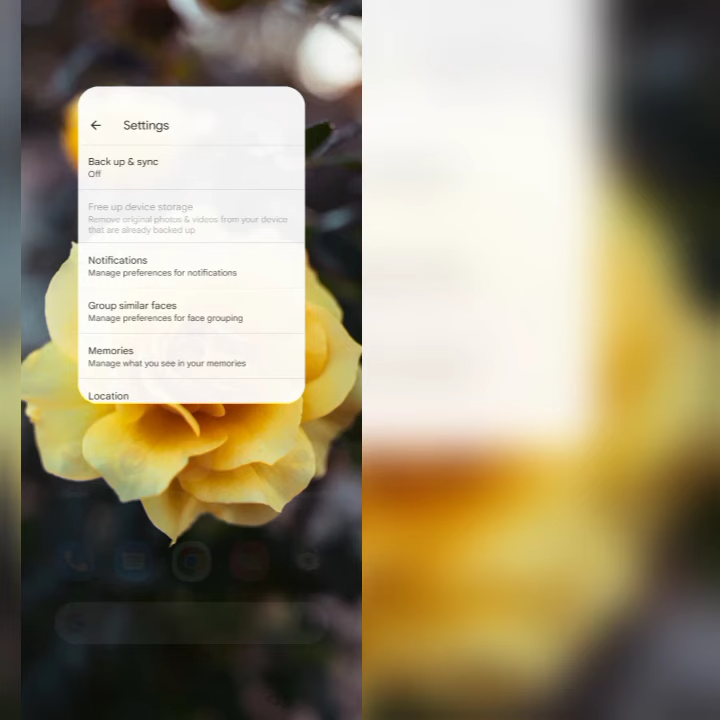 Settings
Back up & sync
Off
Free up device storage
Remove original photos & videos from your device
that are already backed up
Notifications
Manage preferences for notifications
Group similar faces
Manage preferences for face grouping
Memories
Manage what you see in your memories
Location